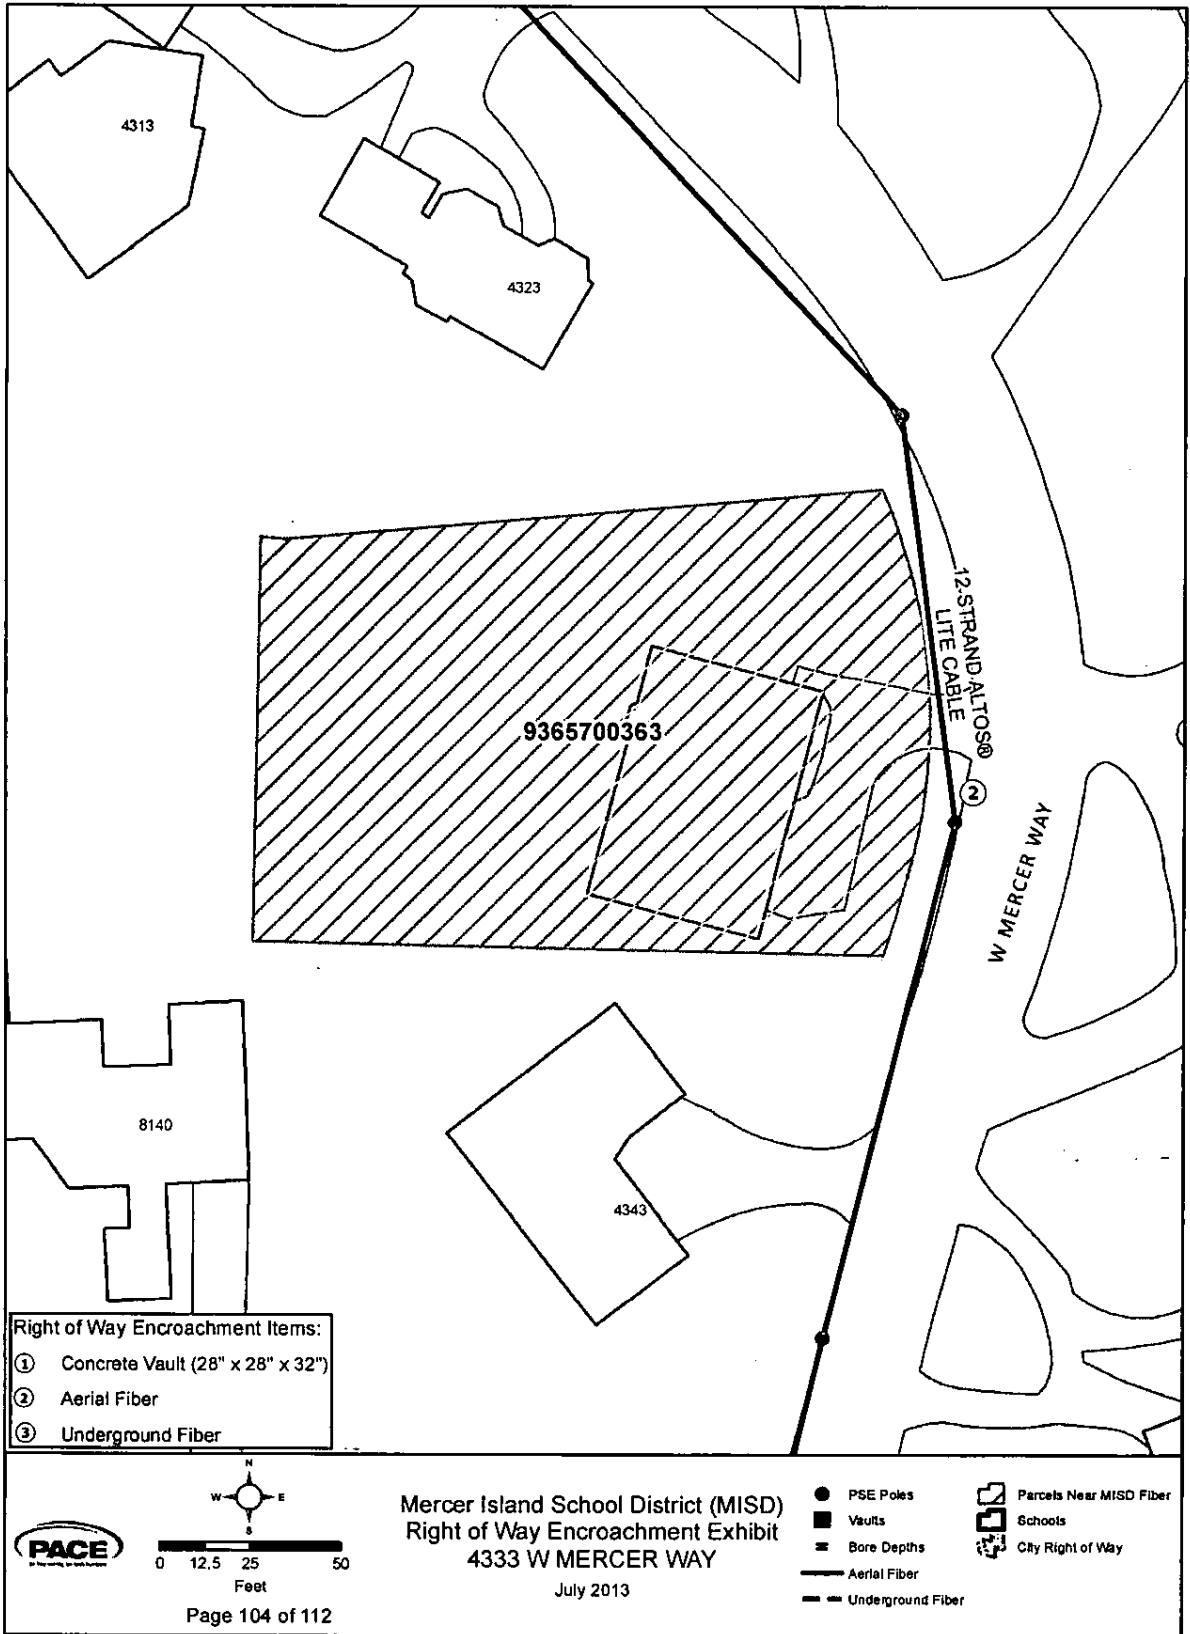 4313
4323
12-STRAND ALTOS®
LITE CABLE
9365700363
2
W MERCER WAY
8140
4343
Right of Way Encroachment Items:
1 Concrete Vault (28" x 28" x 32")
2 Aerial Fiber
3 Underground Fiber
N
W E
S
PACE
0 12.5 25 50
Feet
Page 104 of 112
Mercer Island School District (MISD)
Right of Way Encroachment Exhibit
4333 W MERCER WAY
July 2013
PSE Poles
Vaults
Bore Depths
Aerial Fiber
Underground Fiber
Parcels Near MISD Fiber
Schools
City Right of Way